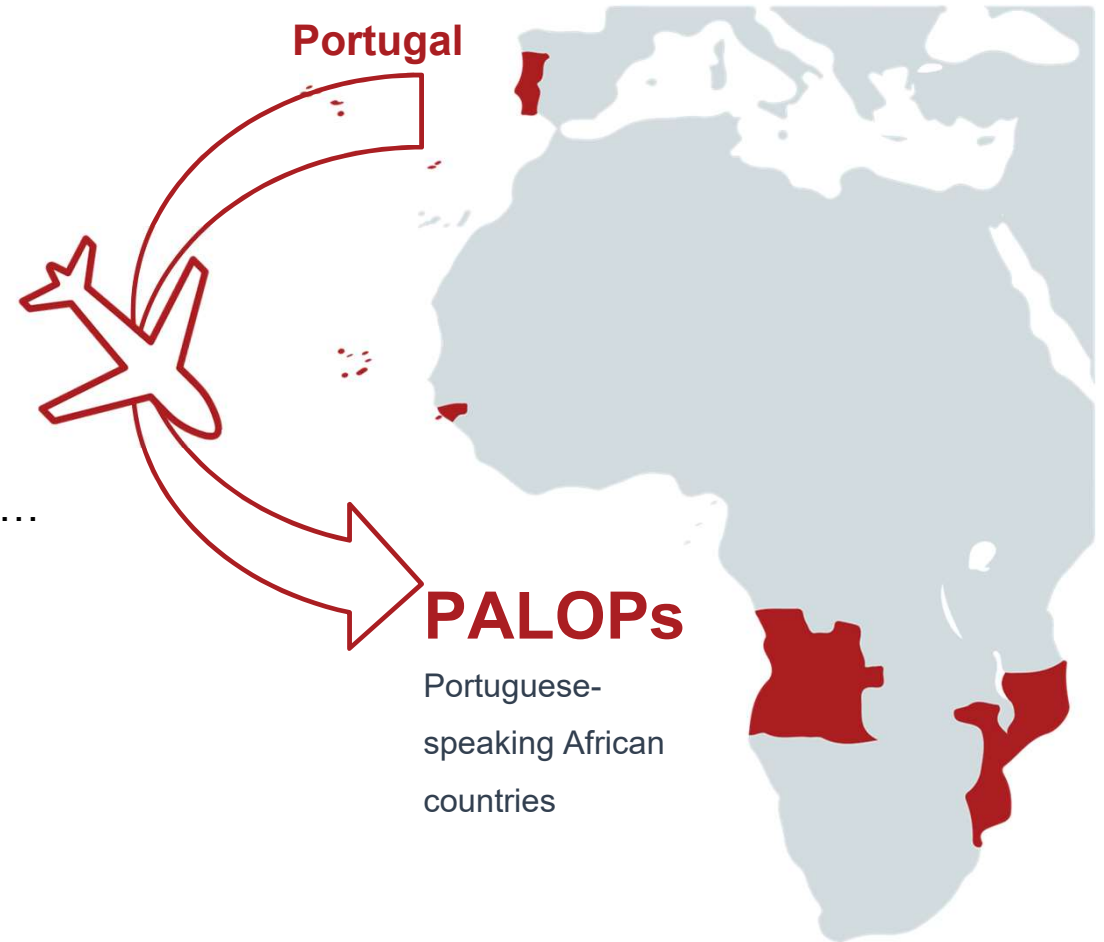 Portugal
…
PALOPs
Portuguese-
speaking African
countries